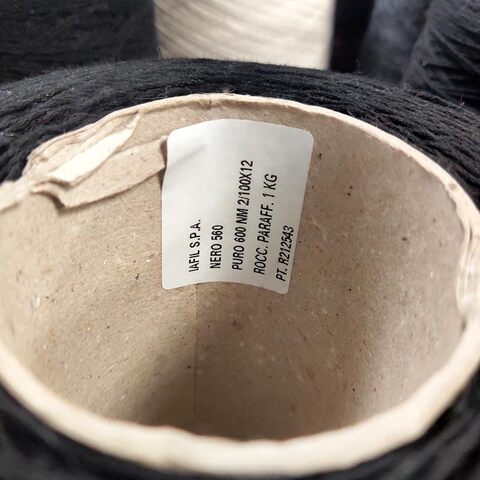 IAFIL S.P.A.
NERO 560
PURO 600 NM 2/100X12
ROCC. PARAFF. 1 KG
PT. R212543